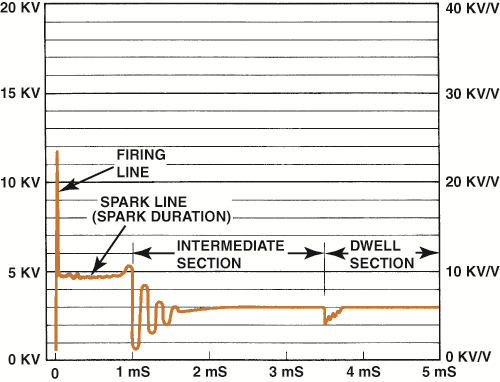 20 KV
40 KV/V
15 KV
30 KV/V
FIRING
LINE
10 KV
20 KV/V
SPARK LINE
(SPARK DURATION)
INTERMEDIATE
SECTION
DWELL
SECTION
5 KV
10 KV/V
0 KV
0 KV/V
0
1 mS
2 mS
3 mS
4 mS
5 mS